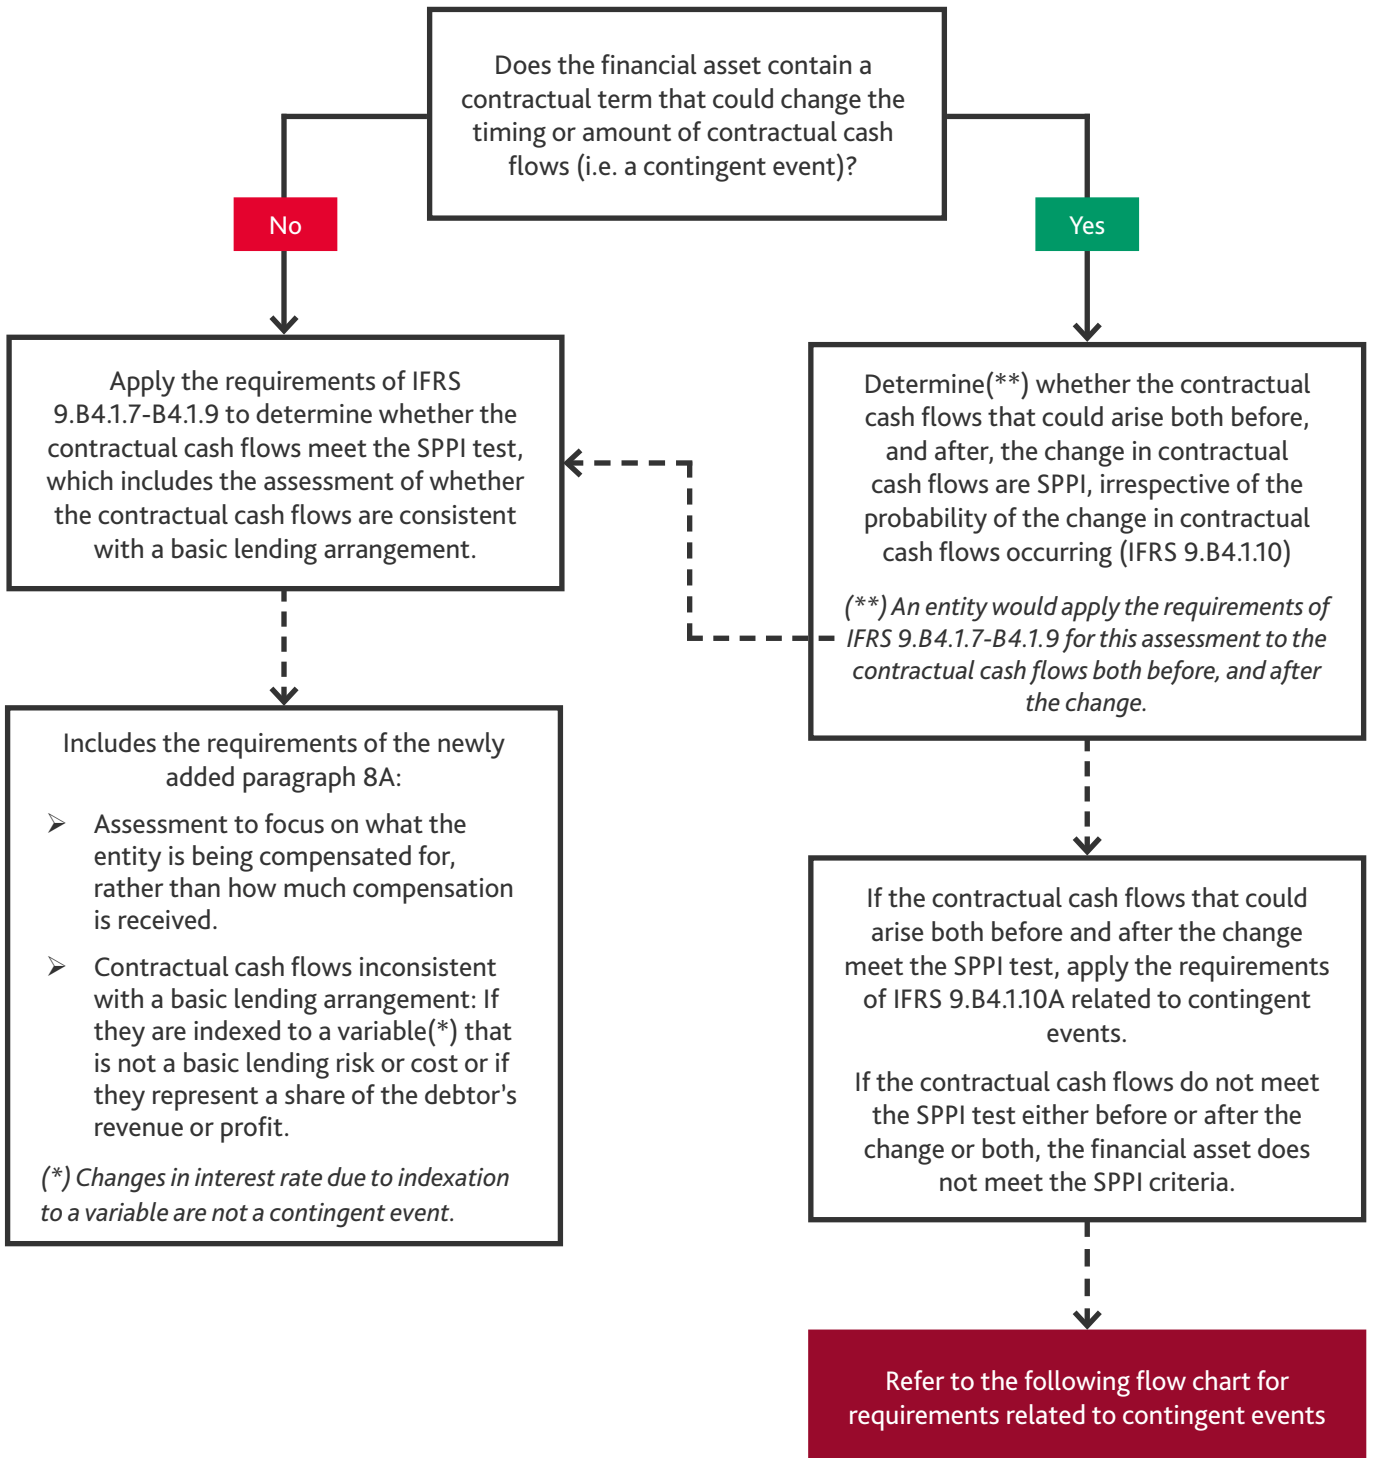 Does the financial asset contain a
contractual term that could change the
timing or amount of contractual cash
flows (i.e. a contingent event)?
No
Yes
Apply the requirements of IFRS
9.B4.1.7-B4.1.9 to determine whether the
contractual cash flows meet the SPPI test,
which includes the assessment of whether
the contractual cash flows are consistent
with a basic lending arrangement.
Determine(**) whether the contractual
cash flows that could arise both before,
and after, the change in contractual
cash flows are SPPI, irrespective of the
probability of the change in contractual
cash flows occurring (IFRS 9.B4.1.10)
(**) An entity would apply the requirements of
IFRS 9.B4.1.7-B4.1.9 for this assessment to the
contractual cash flows both before, and after
the change.
Includes the requirements of the newly
added paragraph 8A:
➢ Assessment to focus on what the
entity is being compensated for,
rather than how much compensation
is received.
➢ Contractual cash flows inconsistent
with a basic lending arrangement: If
they are indexed to a variable(*) that
is not a basic lending risk or cost or if
they represent a share of the debtor’s
revenue or profit.
(*) Changes in interest rate due to indexation
to a variable are not a contingent event.
If the contractual cash flows that could
arise both before and after the change
meet the SPPI test, apply the requirements
of IFRS 9.B4.1.10A related to contingent
events.
If the contractual cash flows do not meet
the SPPI test either before or after the
change or both, the financial asset does
not meet the SPPI criteria.
Refer to the following flow chart for
requirements related to contingent events